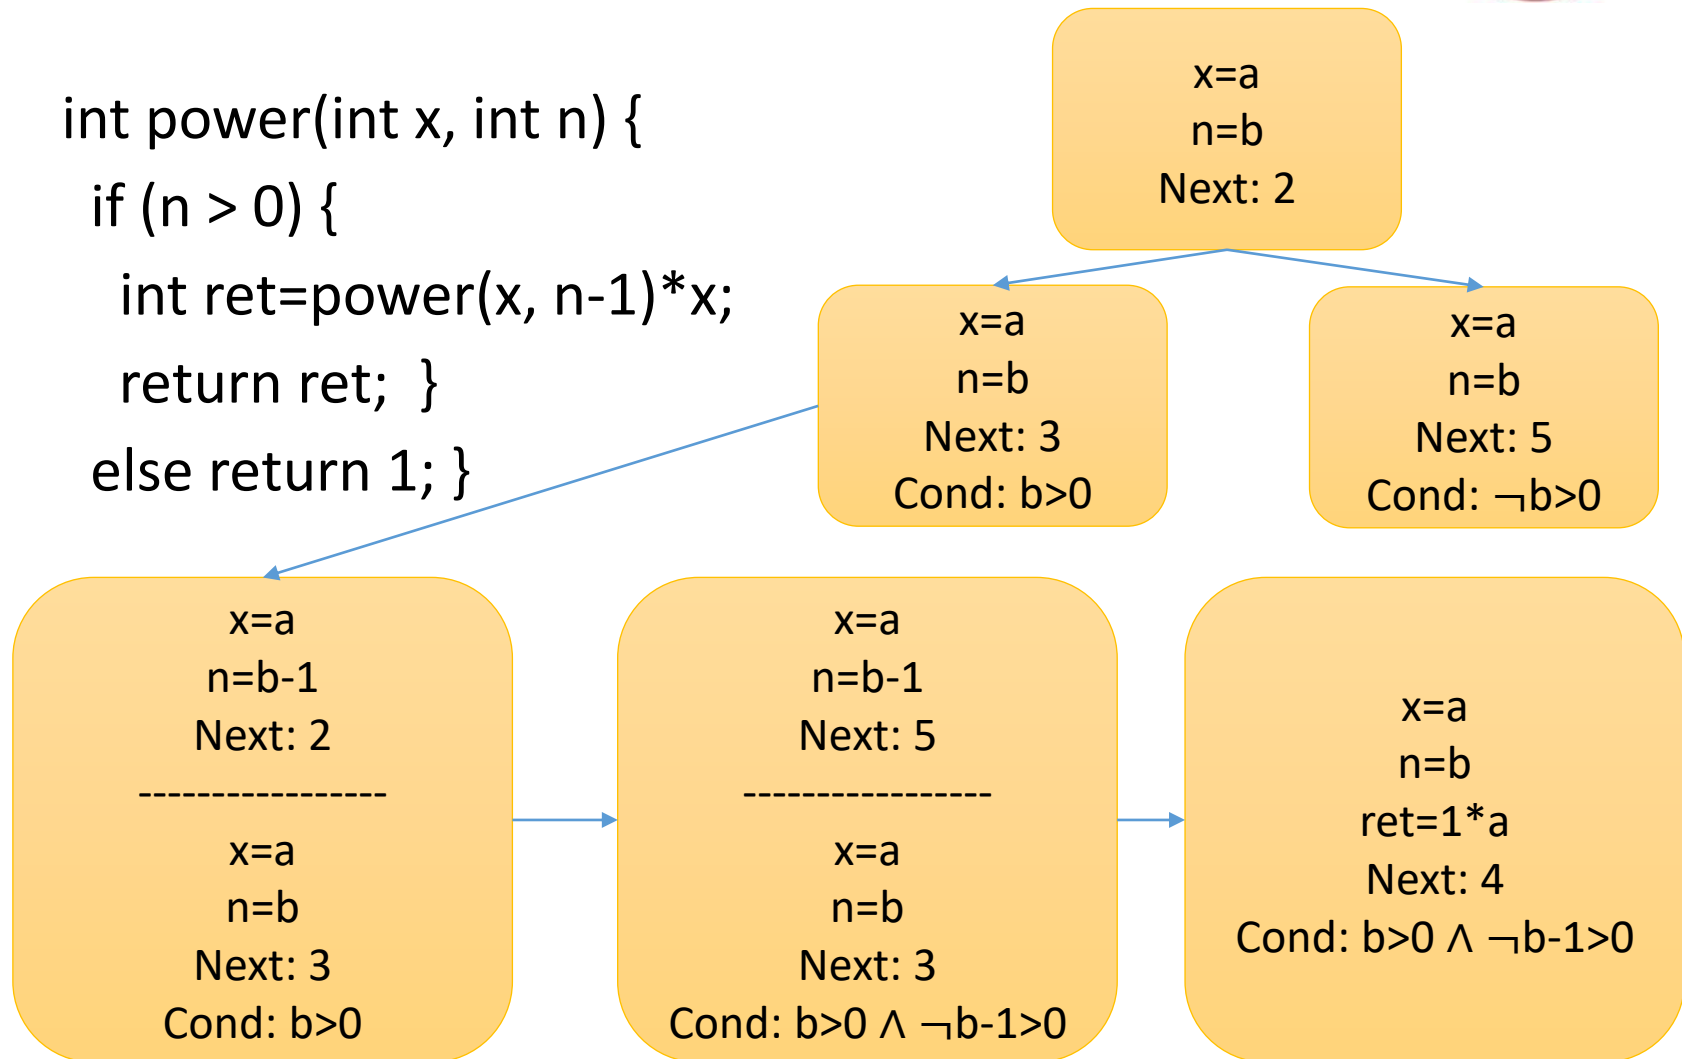 int power(int x, int n) {
if (n > 0) {
int ret=power(x, n-1)*x;
return ret; }
else return 1; }
x=a
n=b
Next: 2
x=a
n=b
Next: 3
Cond: b>0
x=a
n=b
Next: 5
Cond: ¬b>0
x=a
n=b-1
Next: 2
-----------------
x=a
n=b
Next: 3
Cond: b>0
x=a
n=b-1
Next: 5
-----------------
x=a
n=b
Next: 3
Cond: b>0 ∧ ¬b-1>0
x=a
n=b
ret=1*a
Next: 4
Cond: b>0 ∧ ¬b-1>0